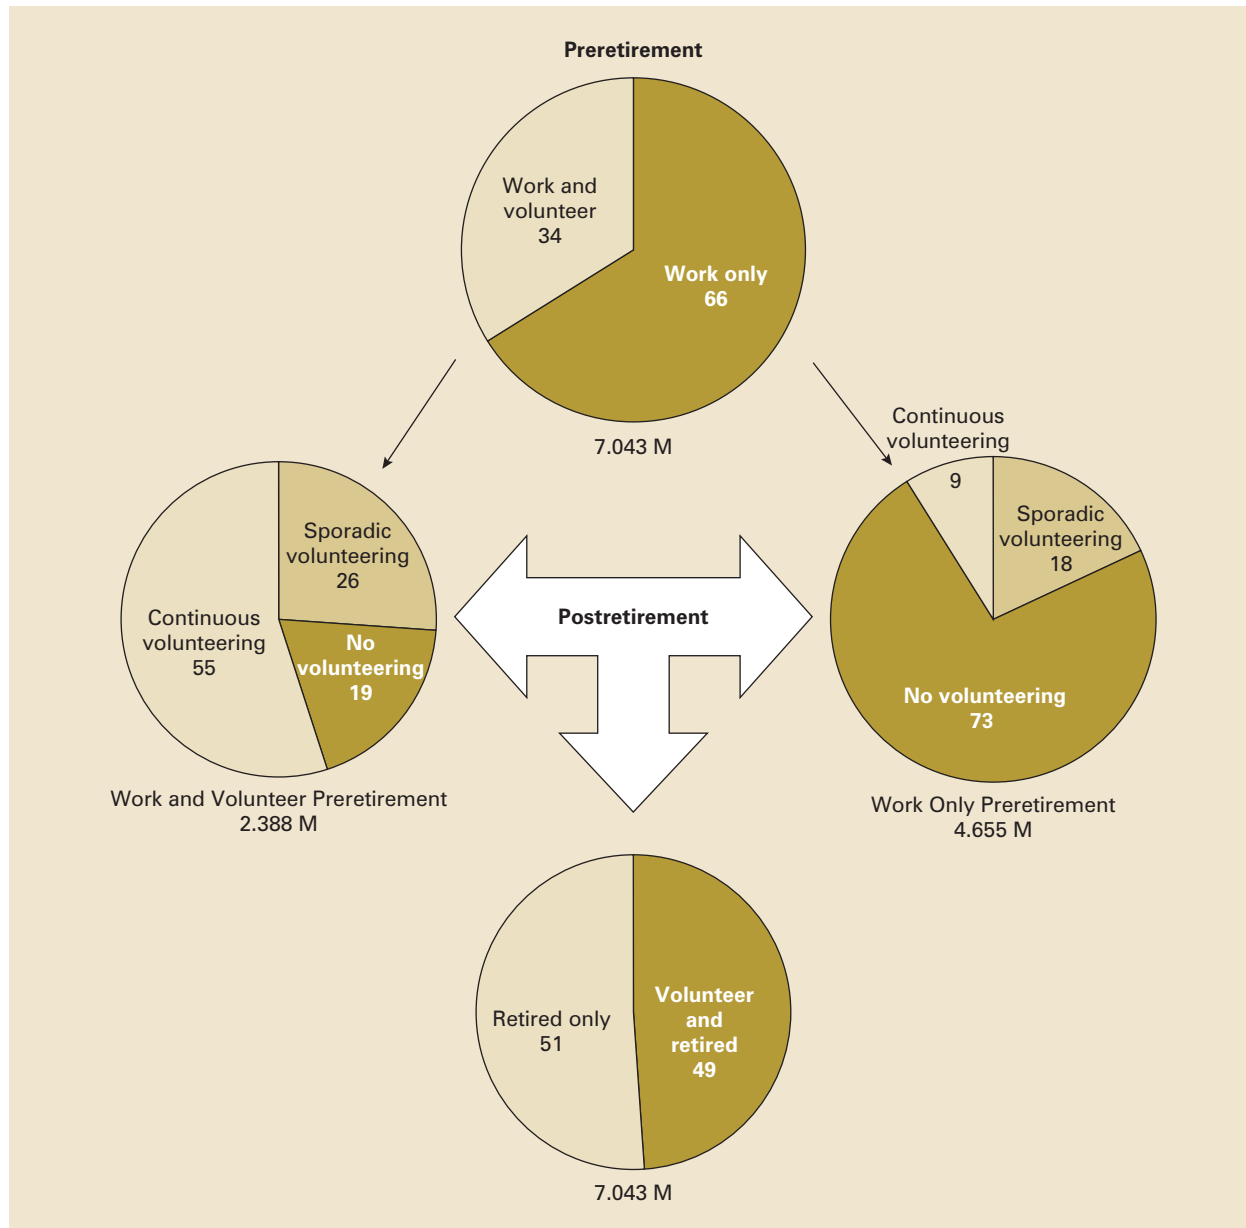 Preretirement
Work and
volunteer
34
Work only
66
7.043 M
Continuous
volunteering
9
Sporadic
volunteering
18
No volunteering
73
Work Only Preretirement
4.655 M
Sporadic
volunteering
26
Continuous
volunteering
55
No
volunteering
19
Work and Volunteer Preretirement
2.388 M
Postretirement
Retired only
51
Volunteer
and
retired
49
7.043 M